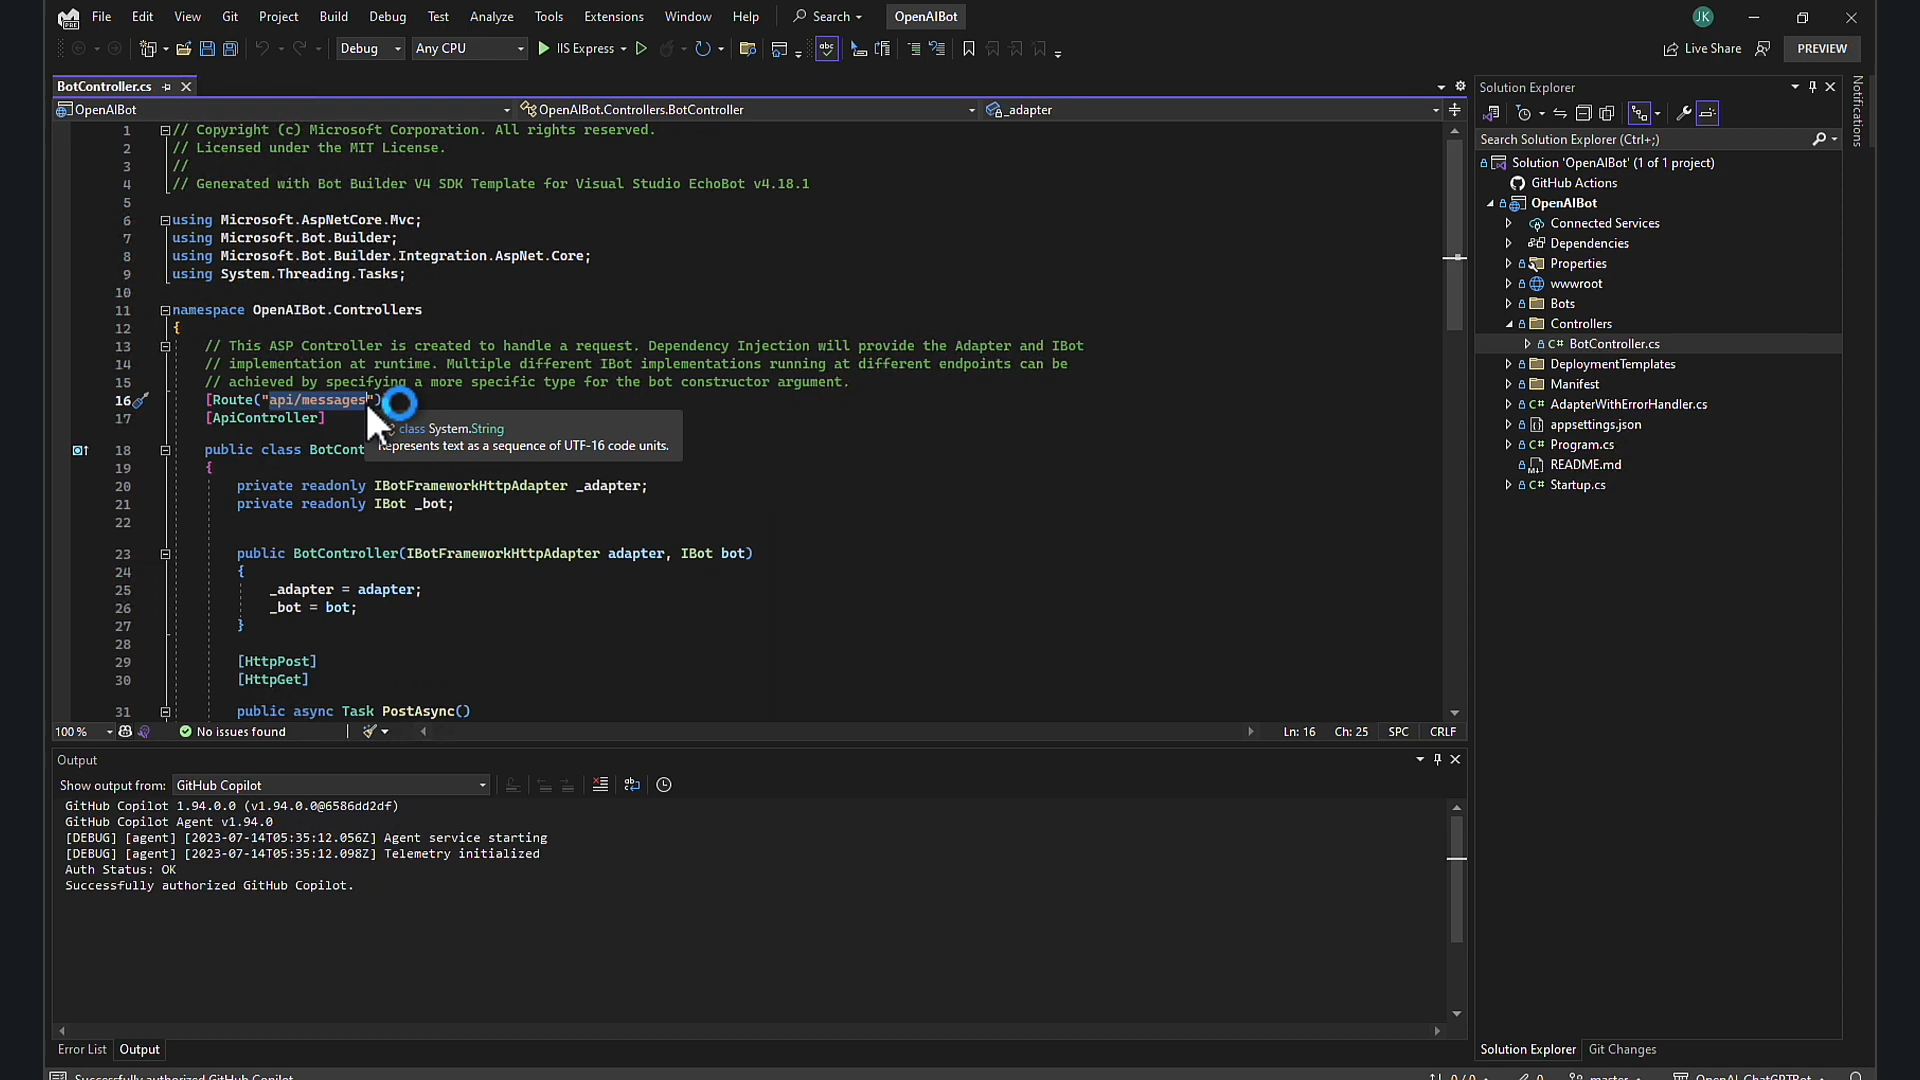 File Edit View Git Project Build Debug Test Analyze Tools Extensions Window Help Search OpenAIBot JK
Debug Any CPU IIS Express abc Live Share PREVIEW
BotController.cs
OpenAIBot OpenAIBot.Controllers.BotController _adapter
1 // Copyright (c) Microsoft Corporation. All rights reserved.
2 // Licensed under the MIT License.
3 //
4 // Generated with Bot Builder V4 SDK Template for Visual Studio EchoBot v4.18.1
5
6 using Microsoft.AspNetCore.Mvc;
7 using Microsoft.Bot.Builder;
8 using Microsoft.Bot.Builder.Integration.AspNet.Core;
9 using System.Threading.Tasks;
10
11 namespace OpenAIBot.Controllers
12 {
13 // This ASP Controller is created to handle a request. Dependency Injection will provide the Adapter and IBot
14 // implementation at runtime. Multiple different IBot implementations running at different endpoints can be
15 // achieved by specifying a more specific type for the bot constructor argument.
16 [Route("api/messages")
17 [ApiController]
class System.String
Represents text as a sequence of UTF-16 code units.
18 public class BotCont
19 {
20 private readonly IBotFrameworkHttpAdapter _adapter;
21 private readonly IBot _bot;
22
23 public BotController(IBotFrameworkHttpAdapter adapter, IBot bot)
24 {
25 _adapter = adapter;
26 _bot = bot;
27 }
28
29 [HttpPost]
30 [HttpGet]
31 public async Task PostAsync()
100 % No issues found Ln: 16 Ch: 25 SPC CRLF
Output
Show output from: GitHub Copilot
GitHub Copilot 1.94.0.0 (v1.94.0.0@6586dd2df)
GitHub Copilot Agent v1.94.0
[DEBUG] [agent] [2023-07-14T05:35:12.056Z] Agent service starting
[DEBUG] [agent] [2023-07-14T05:35:12.098Z] Telemetry initialized
Auth Status: OK
Successfully authorized GitHub Copilot.
Error List Output
Solution Explorer
Search Solution Explorer (Ctrl+;)
Solution 'OpenAIBot' (1 of 1 project)
GitHub Actions
OpenAIBot
Connected Services
Dependencies
Properties
wwwroot
Bots
Controllers
C# BotController.cs
DeploymentTemplates
Manifest
C# AdapterWithErrorHandler.cs
appsettings.json
C# Program.cs
README.md
C# Startup.cs
Solution Explorer Git Changes
Notifications
Successfully authorized GitHub Copilot. 0 / 0 0 master OpenAI_ChatGPTBot